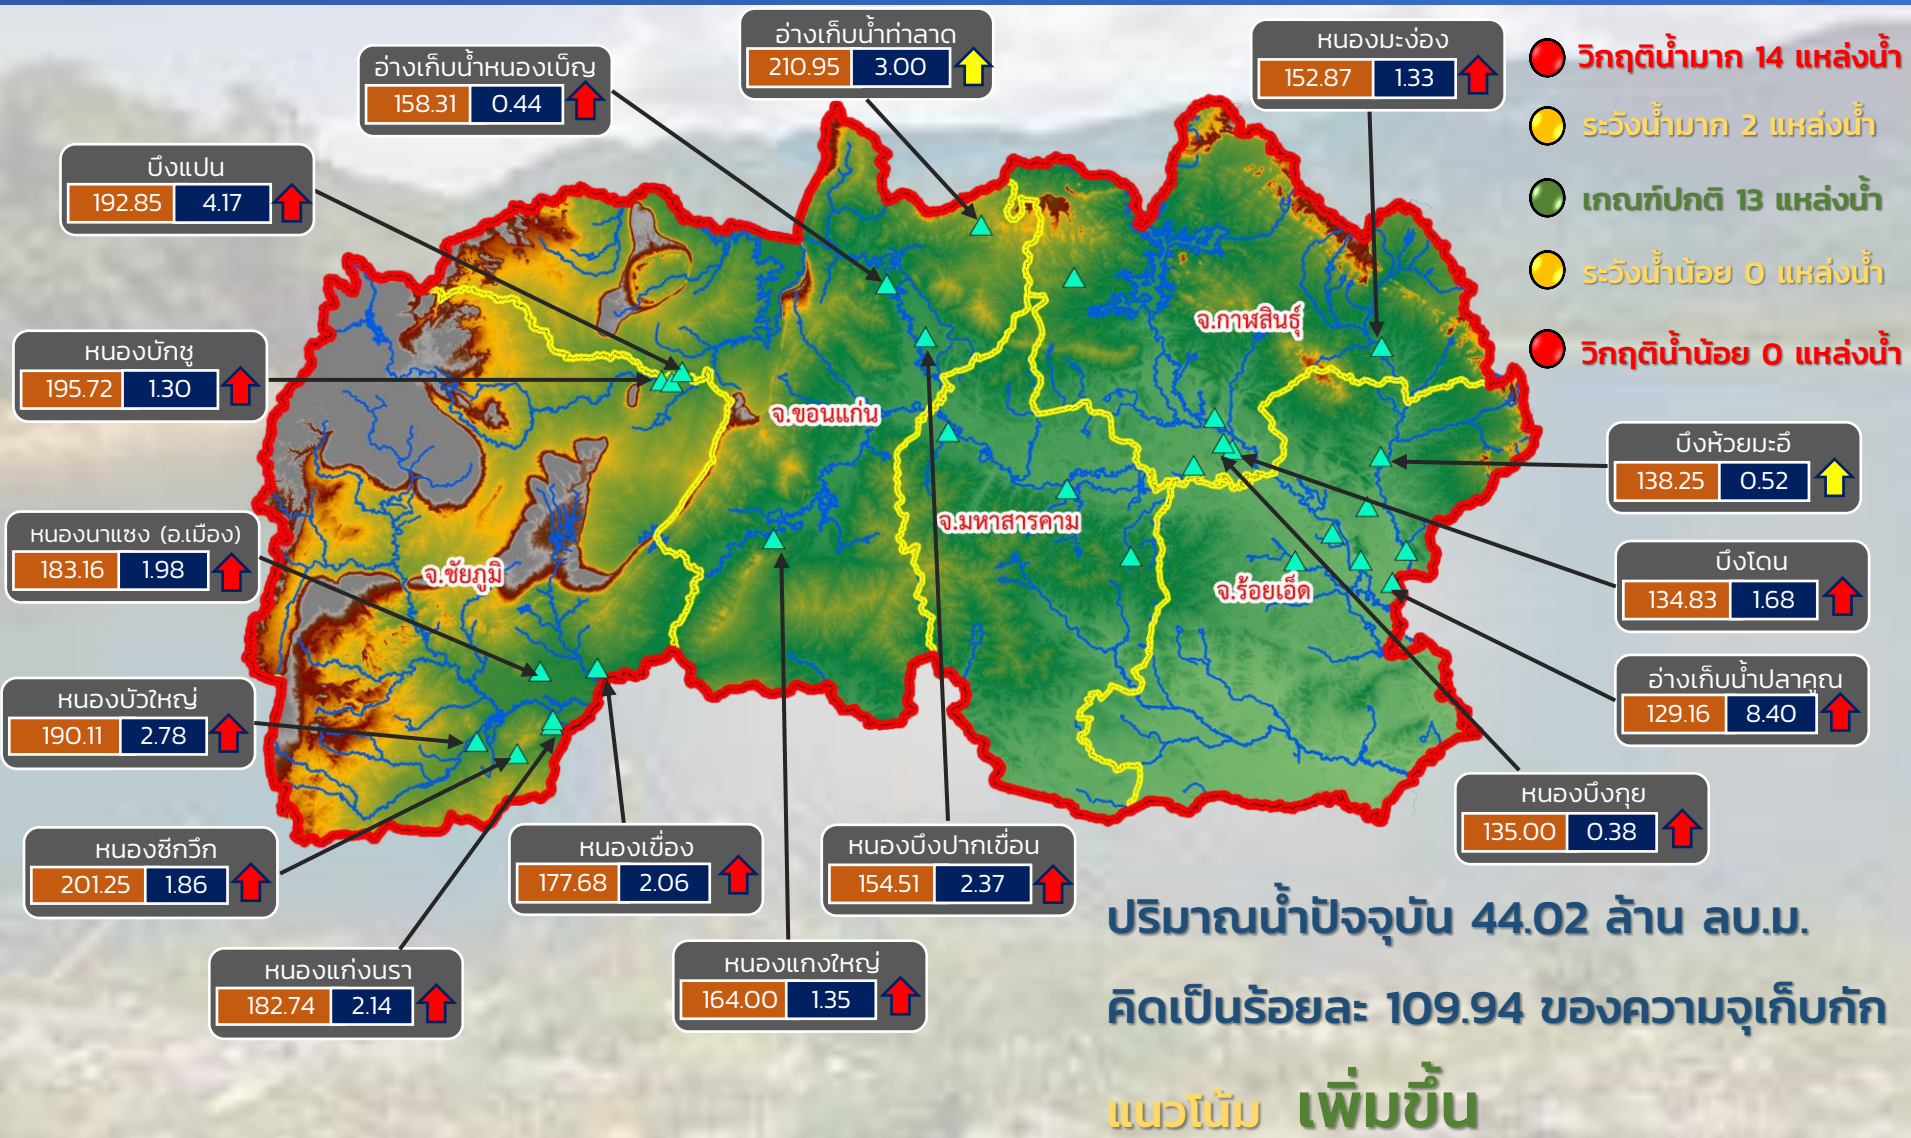 อ่างเก็บน้ำท่าลาด
210.95 3.00
หนองมะง่อง
152.87 1.33
อ่างเก็บน้ำหนองเบ็ญ
158.31 0.44
บึงแปน
192.85 4.17
หนองบักชู
195.72 1.30
หนองนาแซง (อ.เมือง)
183.16 1.98
หนองบัวใหญ่
190.11 2.78
หนองซีกวึก
201.25 1.86
หนองแก่งนรา
182.74 2.14
หนองเขื่อง
177.68 2.06
หนองแกงใหญ่
164.00 1.35
หนองบึงปากเขื่อน
154.51 2.37
หนองบึงกุย
135.00 0.38
อ่างเก็บน้ำปลาคูณ
129.16 8.40
บึงโดน
134.83 1.68
บึงห้วยมะอึ
138.25 0.52
จ.กาฬสินธุ์
จ.ขอนแก่น
จ.มหาสารคาม
จ.ชัยภูมิ
จ.ร้อยเอ็ด
วิกฤติน้ำมาก 14 แหล่งน้ำ
ระวังน้ำมาก 2 แหล่งน้ำ
เกณฑ์ปกติ 13 แหล่งน้ำ
ระวังน้ำน้อย 0 แหล่งน้ำ
วิกฤติน้ำน้อย 0 แหล่งน้ำ
ปริมาณน้ำปัจจุบัน 44.02 ล้าน ลบ.ม.
คิดเป็นร้อยละ 109.94 ของความจุเก็บกัก
แนวโน้ม เพิ่มขึ้น